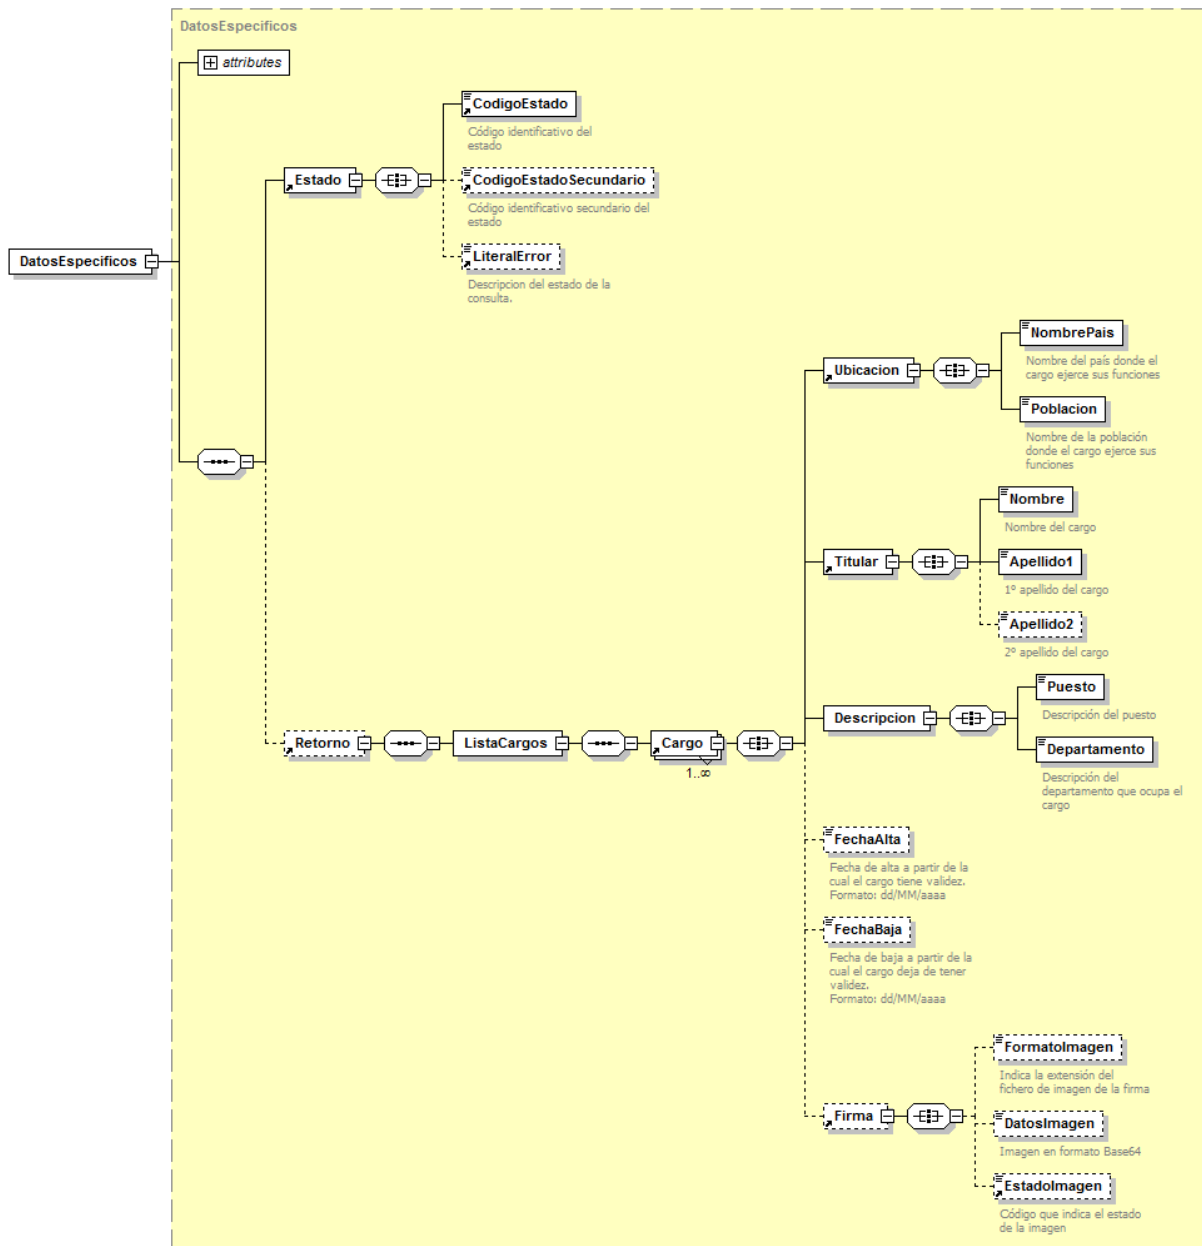 DatosEspecificos
attributes
CodigoEstado
Código identificativo del
estado
Estado
CodigoEstadoSecundario
Código identificativo secundario del
estado
LiteralError
Descripcion del estado de la
consulta.
DatosEspecificos
NombrePais
Nombre del país donde el
cargo ejerce sus funciones
Ubicacion
Poblacion
Nombre de la población
donde el cargo ejerce sus
funciones
Nombre
Nombre del cargo
Titular
Apellido1
1º apellido del cargo
Apellido2
2º apellido del cargo
Puesto
Descripción del puesto
Descripcion
Retorno
ListaCargos
Cargo
1..∞
Departamento
Descripción del
departamento que ocupa el
cargo
FechaAlta
Fecha de alta a partir de la
cual el cargo tiene validez.
Formato: dd/MM/aaaa
FechaBaja
Fecha de baja a partir de la
cual el cargo deja de tener
validez.
Formato: dd/MM/aaaa
FormatoImagen
Indica la extensión del
fichero de imagen de la firma
Firma
DatosImagen
Imagen en formato Base64
EstadoImagen
Código que indica el estado
de la imagen